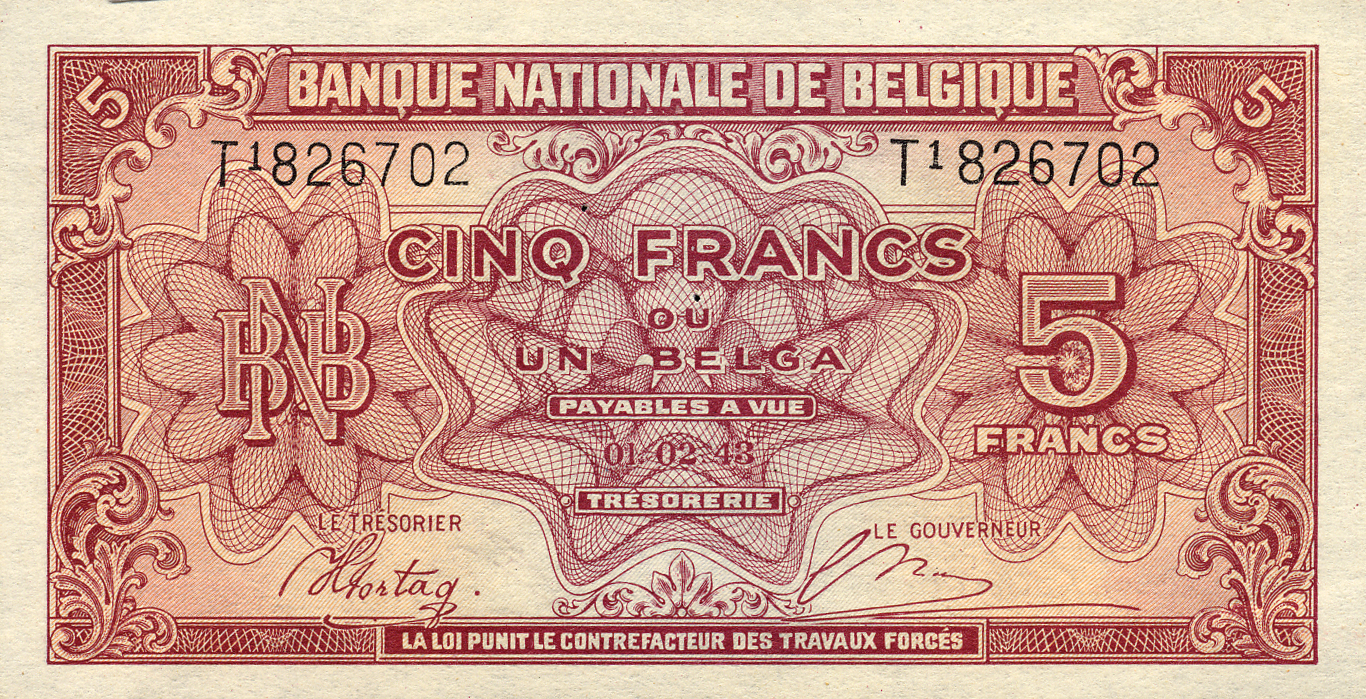 5 BANQUE NATIONALE DE BELGIQUE 5
T1826702 T1826702
CINQ FRANCS
OU
UN BELGA
PAYABLES A VUE
01.02.43
TRÉSORERIE
BNB
5
FRANCS
LE TRÉSORIER
LE GOUVERNEUR
LA LOI PUNIT LE CONTREFACTEUR DES TRAVAUX FORCÉS